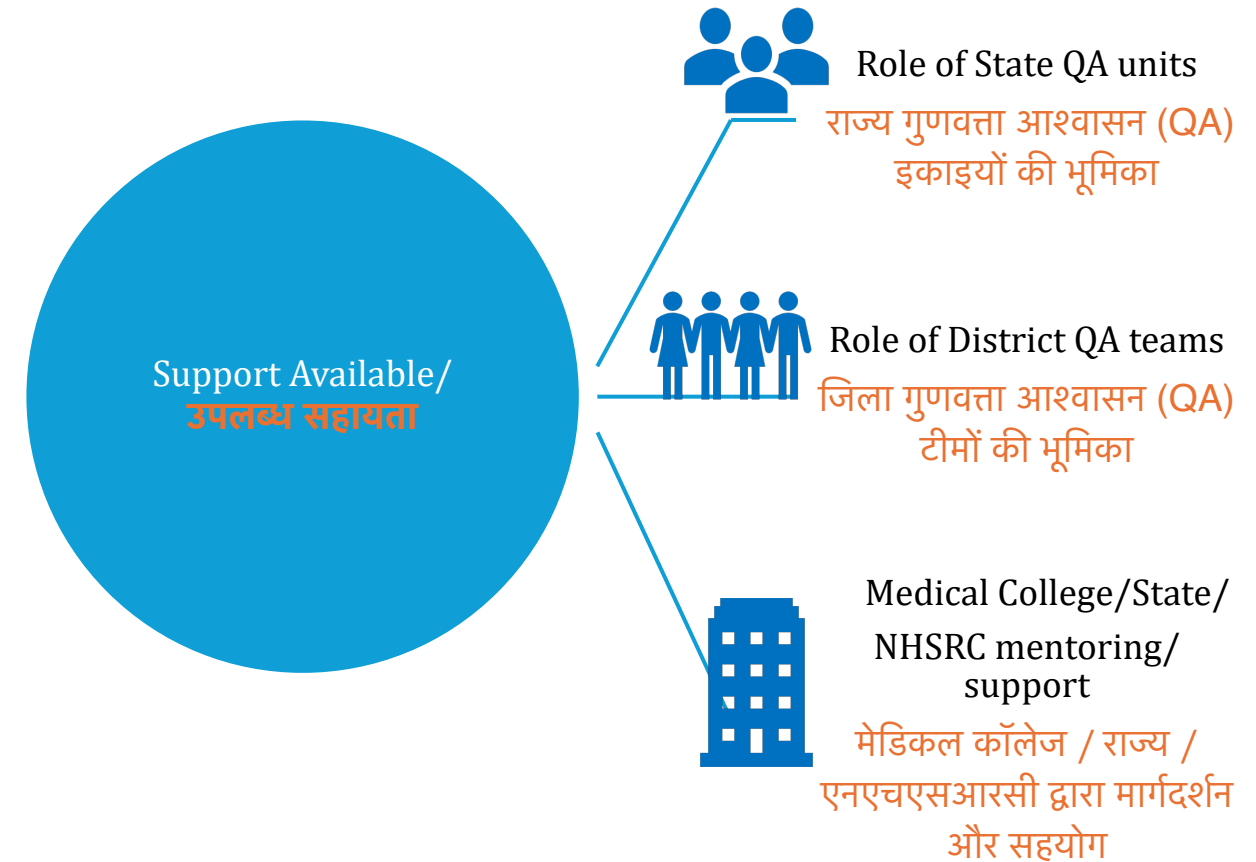 Support Available/
उपलब्ध सहायता
Role of State QA units
राज्य गुणवत्ता आश्वासन (QA)
इकाइयों की भूमिका
Role of District QA teams
जिला गुणवत्ता आश्वासन (QA)
टीमों की भूमिका
Medical College/State/
NHSRC mentoring/
support
मेडिकल कॉलेज / राज्य /
एनएचएसआरसी द्वारा मार्गदर्शन
और सहयोग